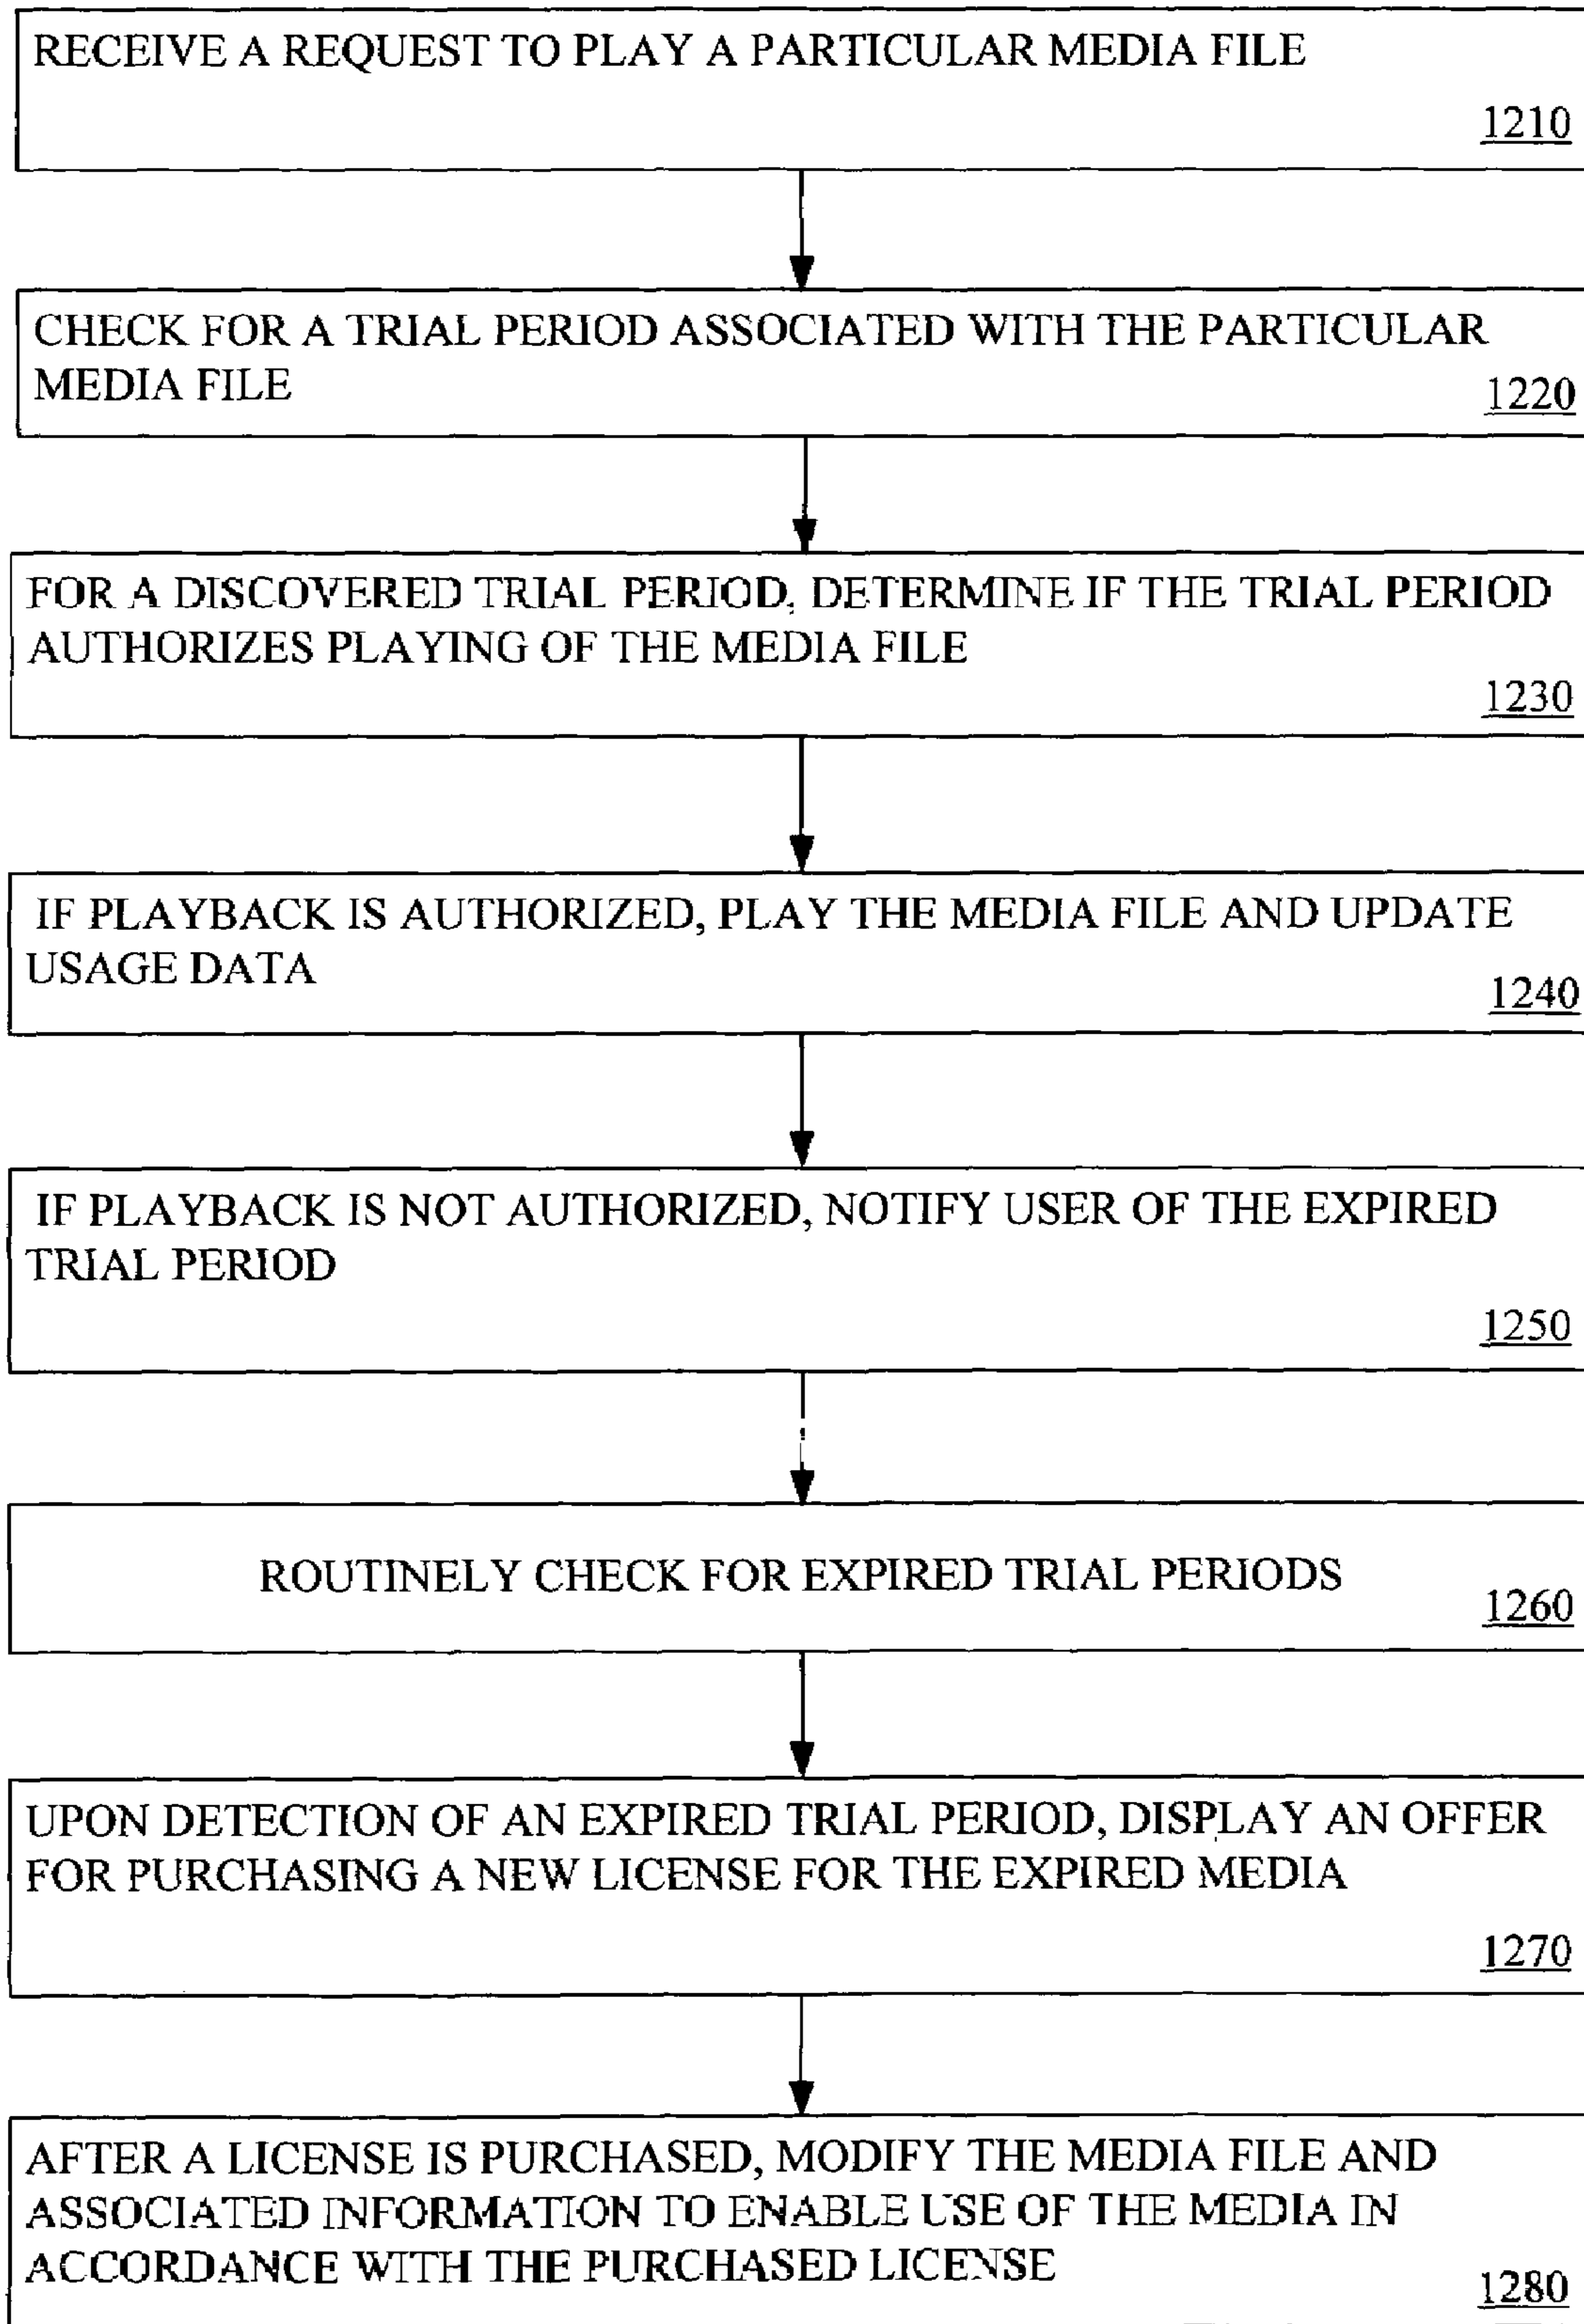 RECEIVE A REQUEST TO PLAY A PARTICULAR MEDIA FILE
1210
CHECK FOR A TRIAL PERIOD ASSOCIATED WITH THE PARTICULAR
MEDIA FILE
1220
FOR A DISCOVERED TRIAL PERIOD, DETERMINE IF THE TRIAL PERIOD
AUTHORIZES PLAYING OF THE MEDIA FILE
1230
IF PLAYBACK IS AUTHORIZED, PLAY THE MEDIA FILE AND UPDATE
USAGE DATA
1240
IF PLAYBACK IS NOT AUTHORIZED, NOTIFY USER OF THE EXPIRED
TRIAL PERIOD
1250
ROUTINELY CHECK FOR EXPIRED TRIAL PERIODS
1260
UPON DETECTION OF AN EXPIRED TRIAL PERIOD, DISPLAY AN OFFER
FOR PURCHASING A NEW LICENSE FOR THE EXPIRED MEDIA
1270
AFTER A LICENSE IS PURCHASED, MODIFY THE MEDIA FILE AND
ASSOCIATED INFORMATION TO ENABLE USE OF THE MEDIA IN
ACCORDANCE WITH THE PURCHASED LICENSE
1280